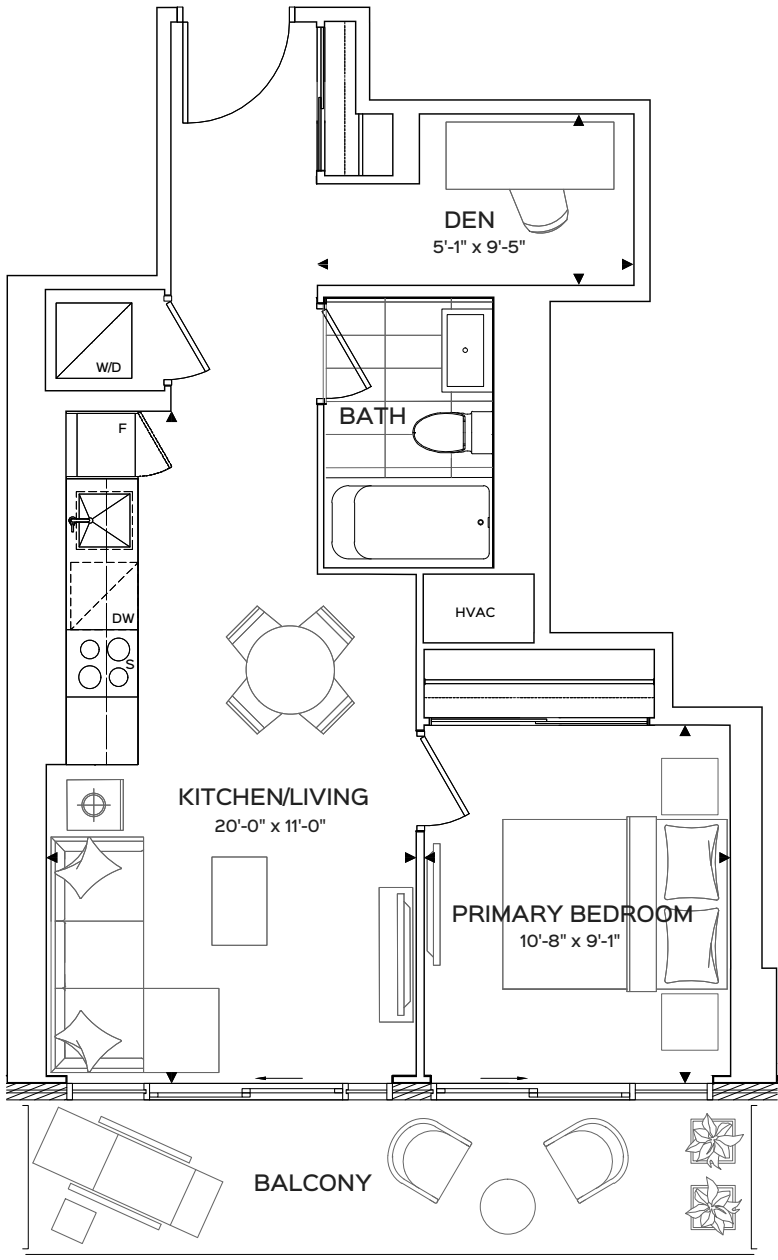 DEN
5'-1" x 9'-5"
W/D
BATH
F
DW
HVAC
S
KITCHEN/LIVING
20'-0" x 11'-0"
PRIMARY BEDROOM
10'-8" x 9'-1"
BALCONY